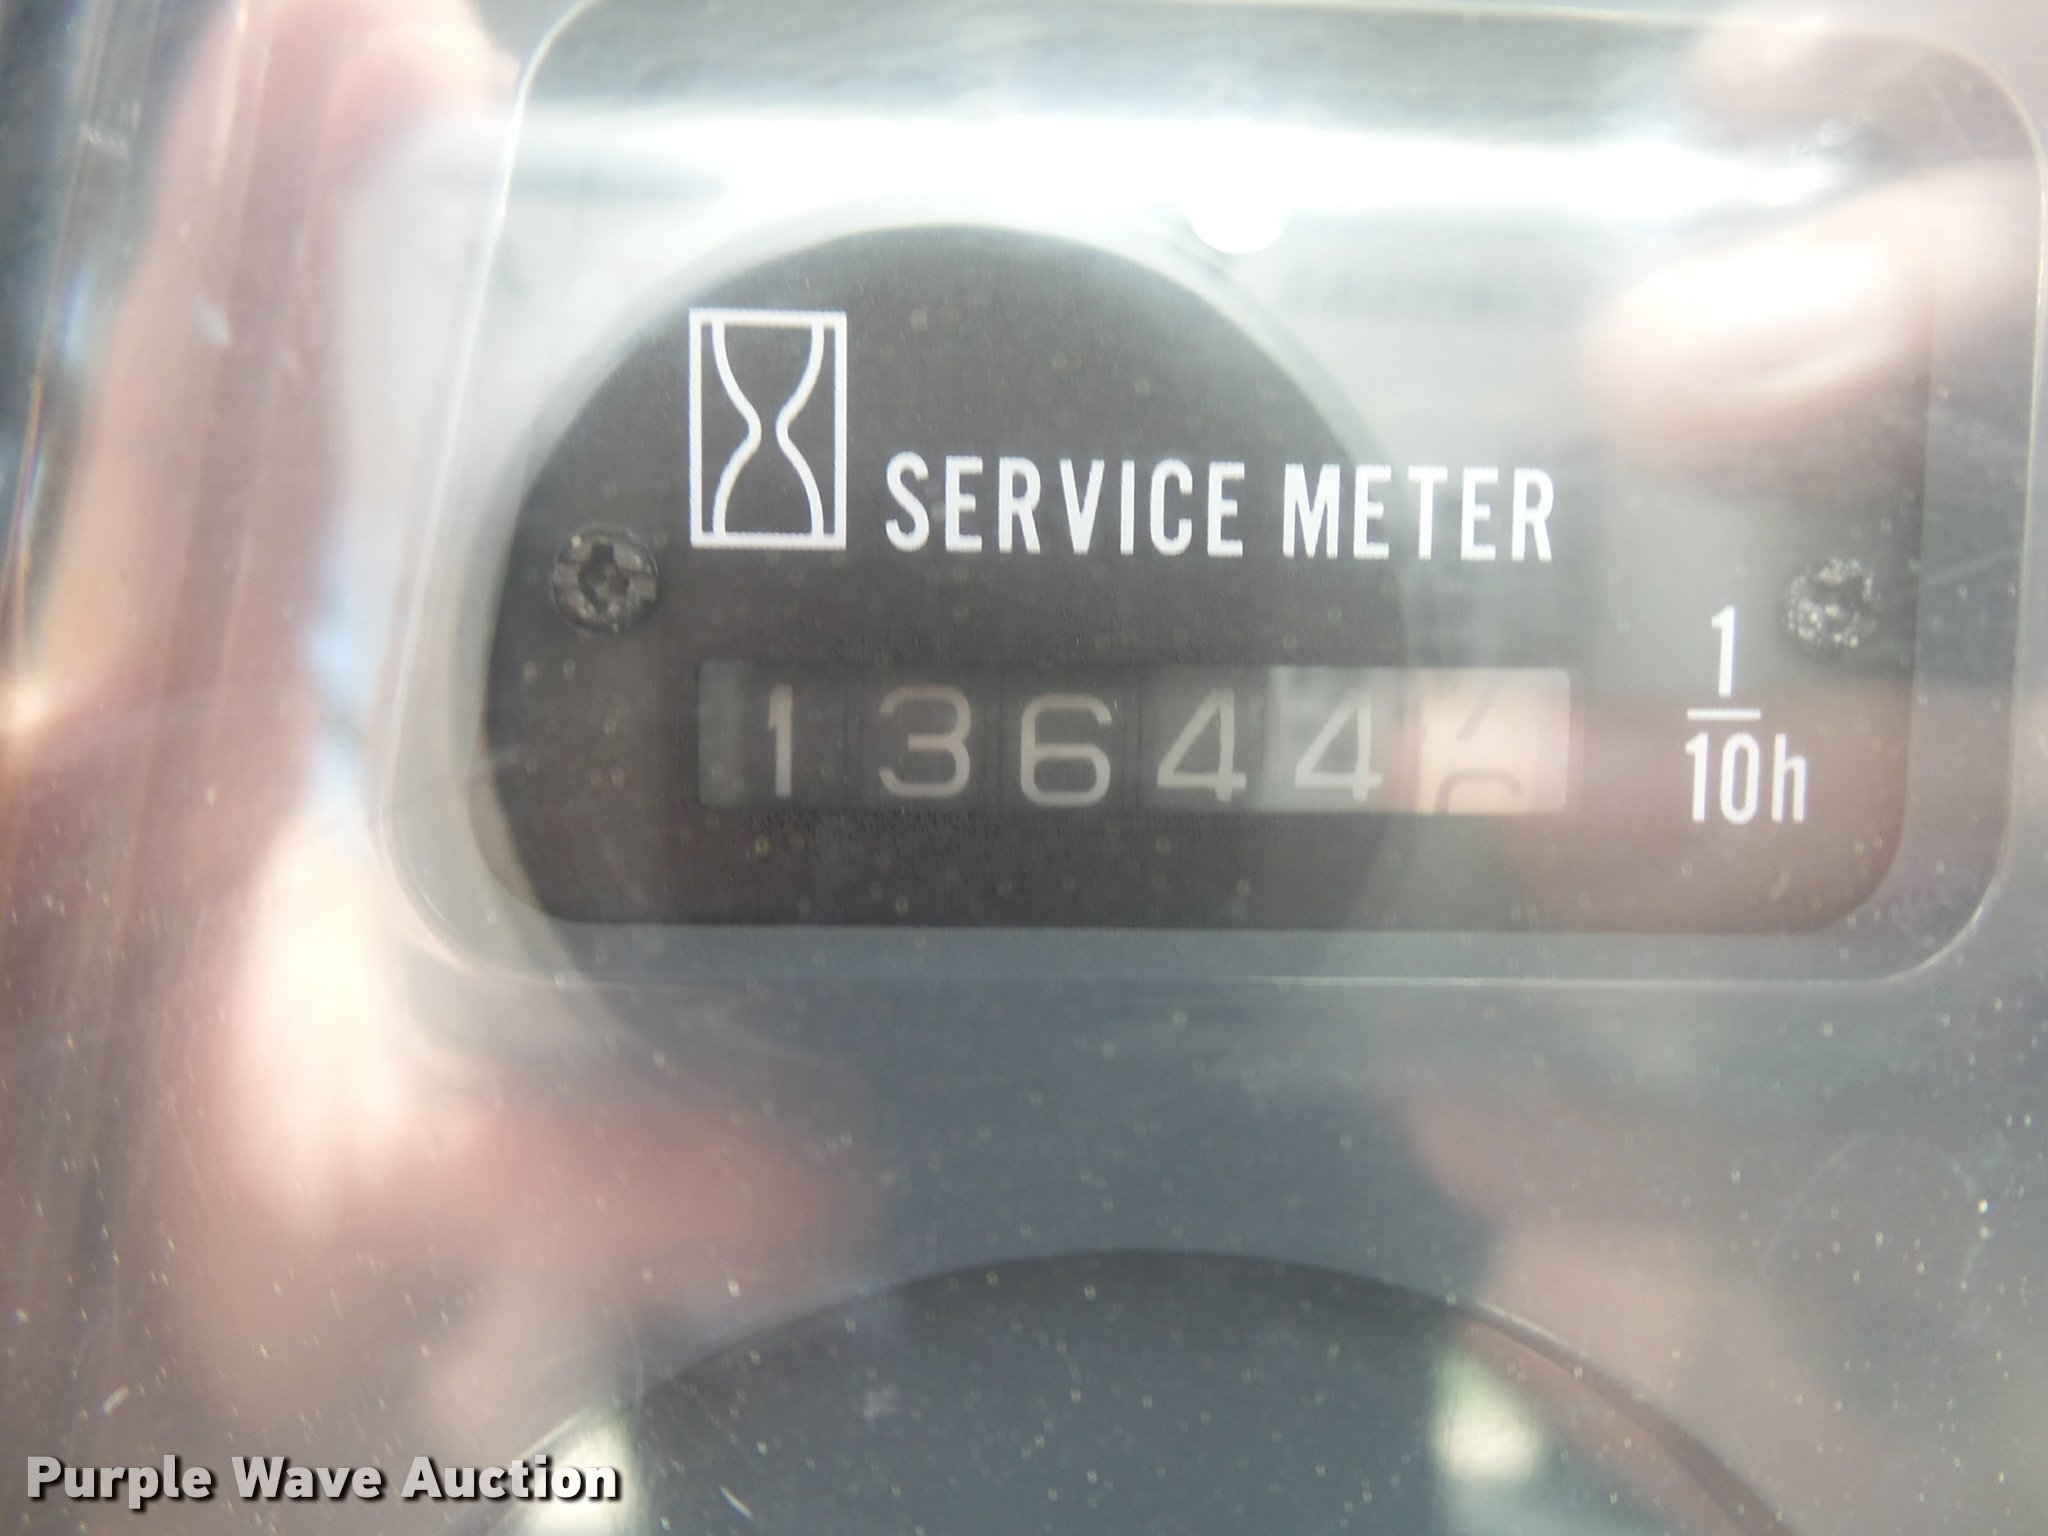 SERVICE METER
13644
1
10h
Purple Wave Auction